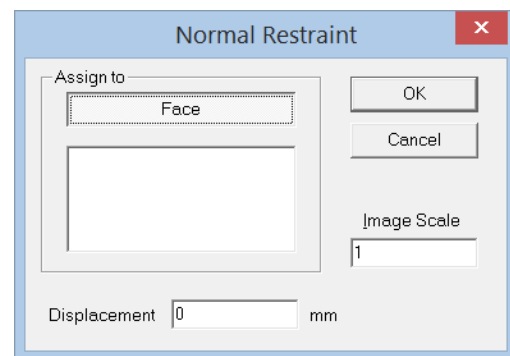 Normal Restraint
x
Assign to
Face
OK
Cancel
Image Scale
1
Displacement 0 mm